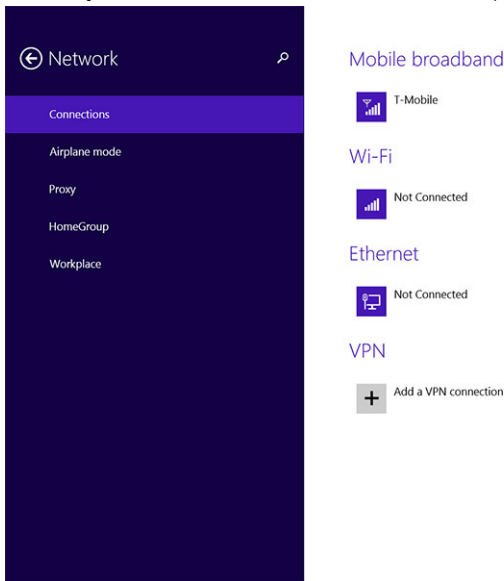 Network
Connections
Airplane mode
Proxy
HomeGroup
Workplace
Mobile broadband
T-Mobile
Wi-Fi
Not Connected
Ethernet
Not Connected
VPN
Add a VPN connection